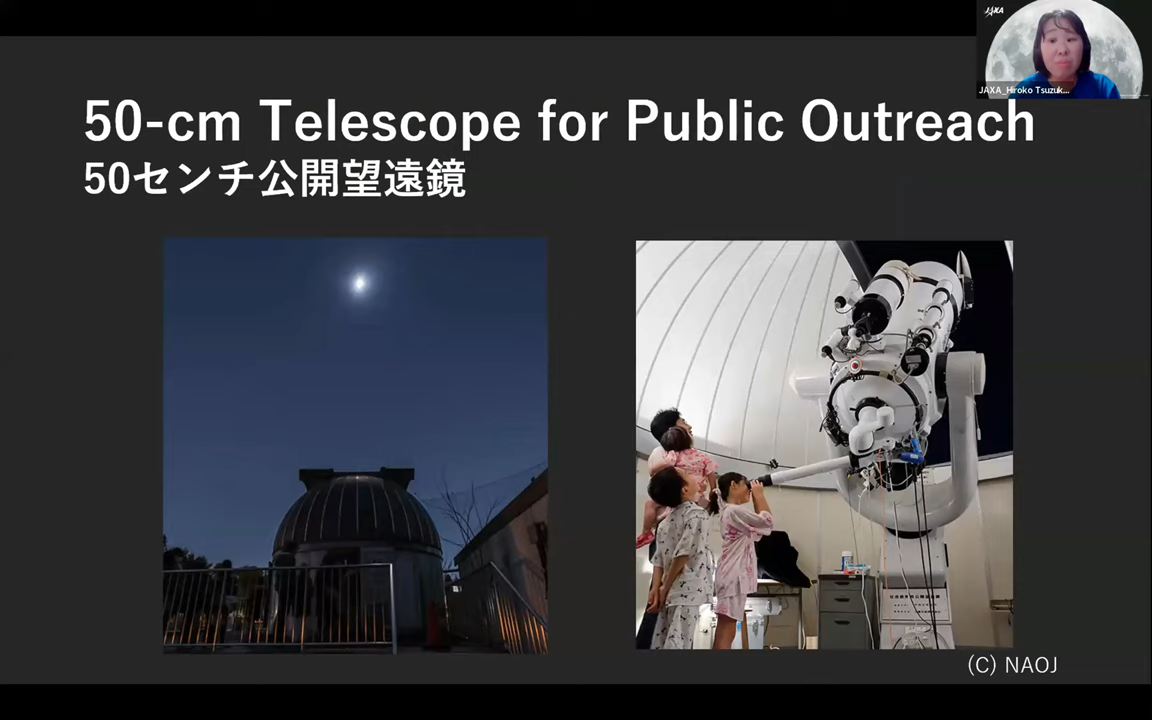 JAXA
JAXA_Hiroko Tsuzuk...
50-cm Telescope for Public Outreach
50センチ公開望遠鏡
(C) NAOJ